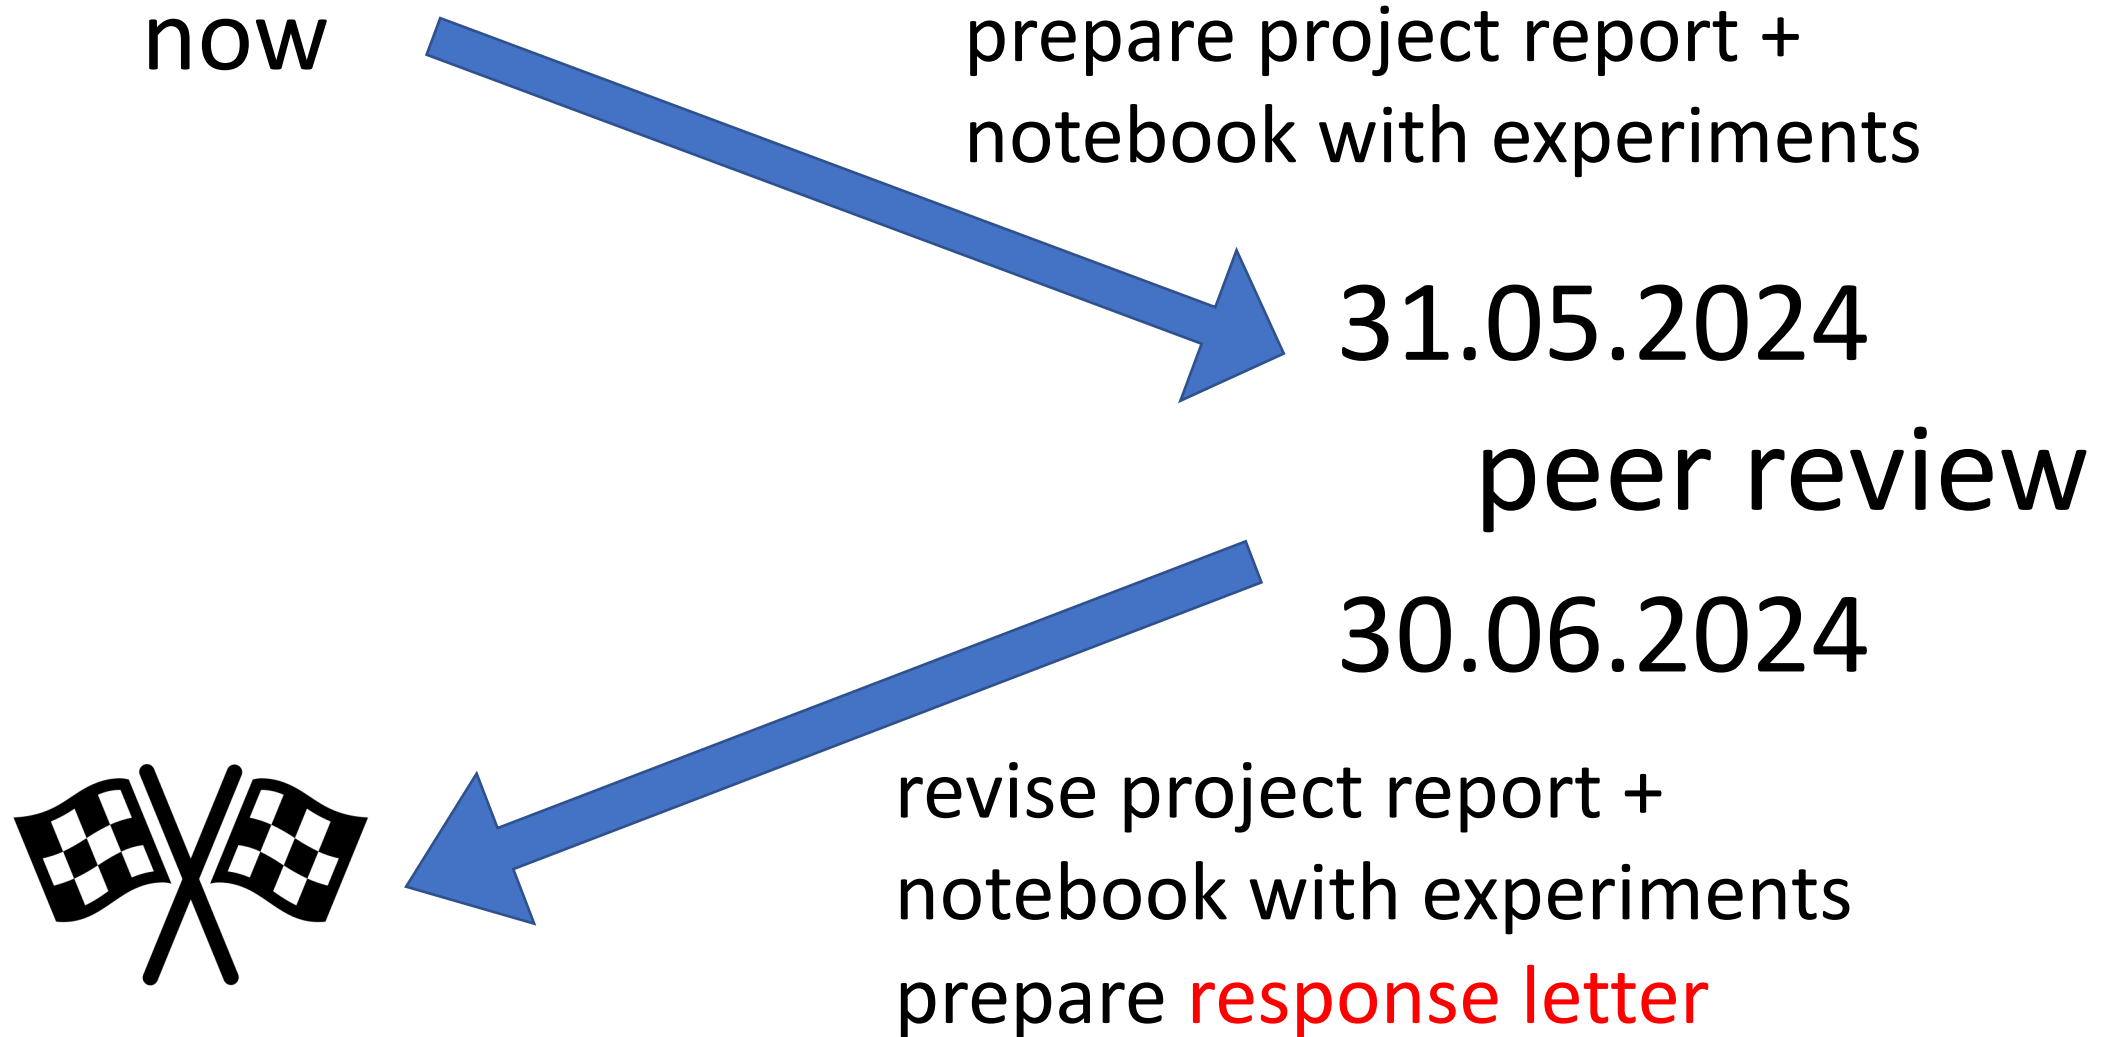 now
prepare project report +
notebook with experiments
31.05.2024
peer review
30.06.2024
revise project report +
notebook with experiments
prepare response letter